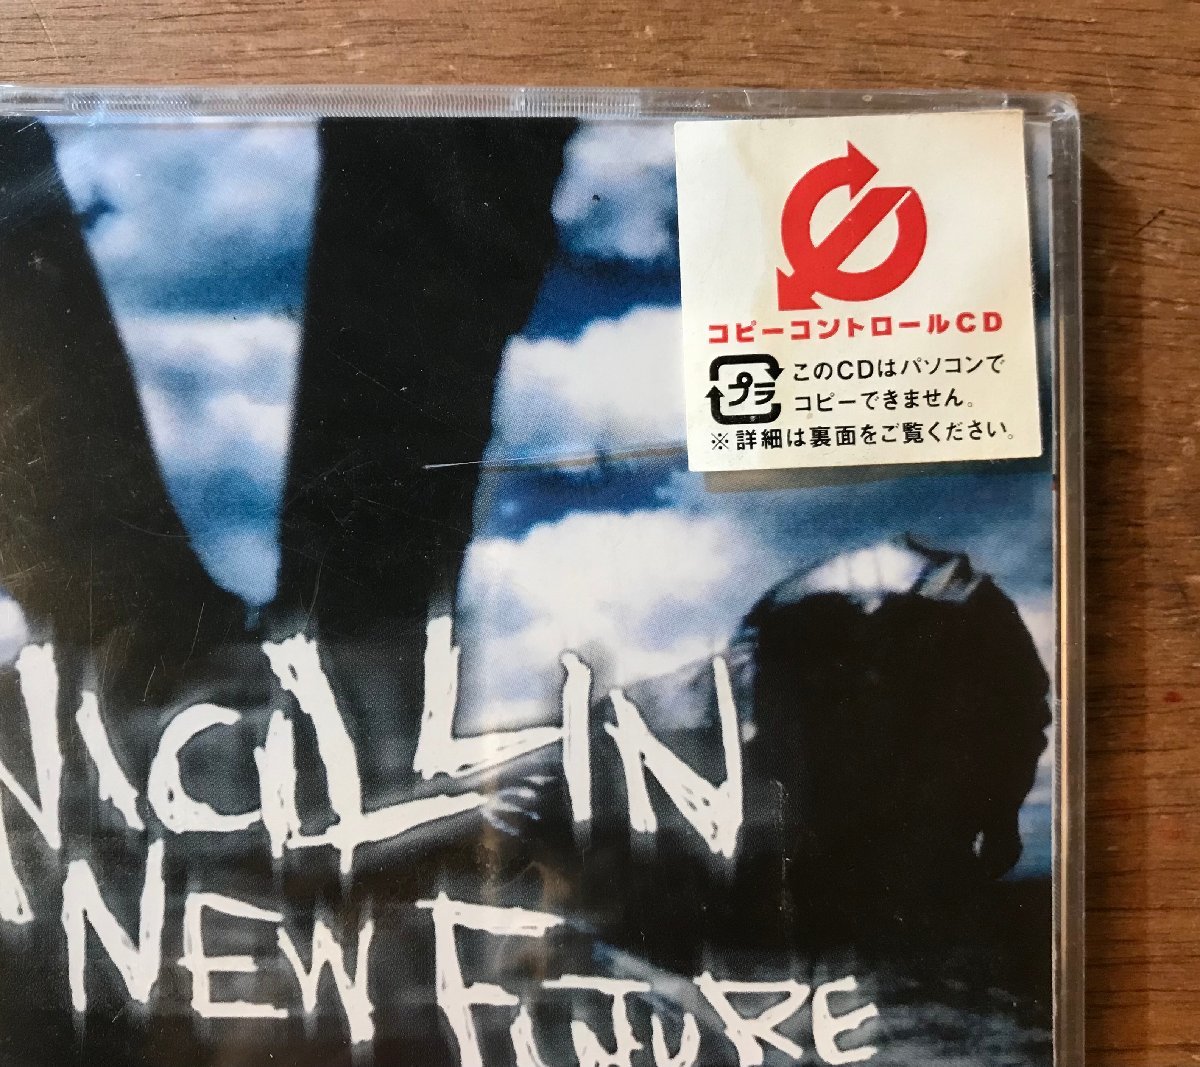 コピーコントロールCD
プラ
このCDはパソコンで
コピーできません。
※詳細は裏面をご覧ください。
NICILLIN
NEW FUTURE